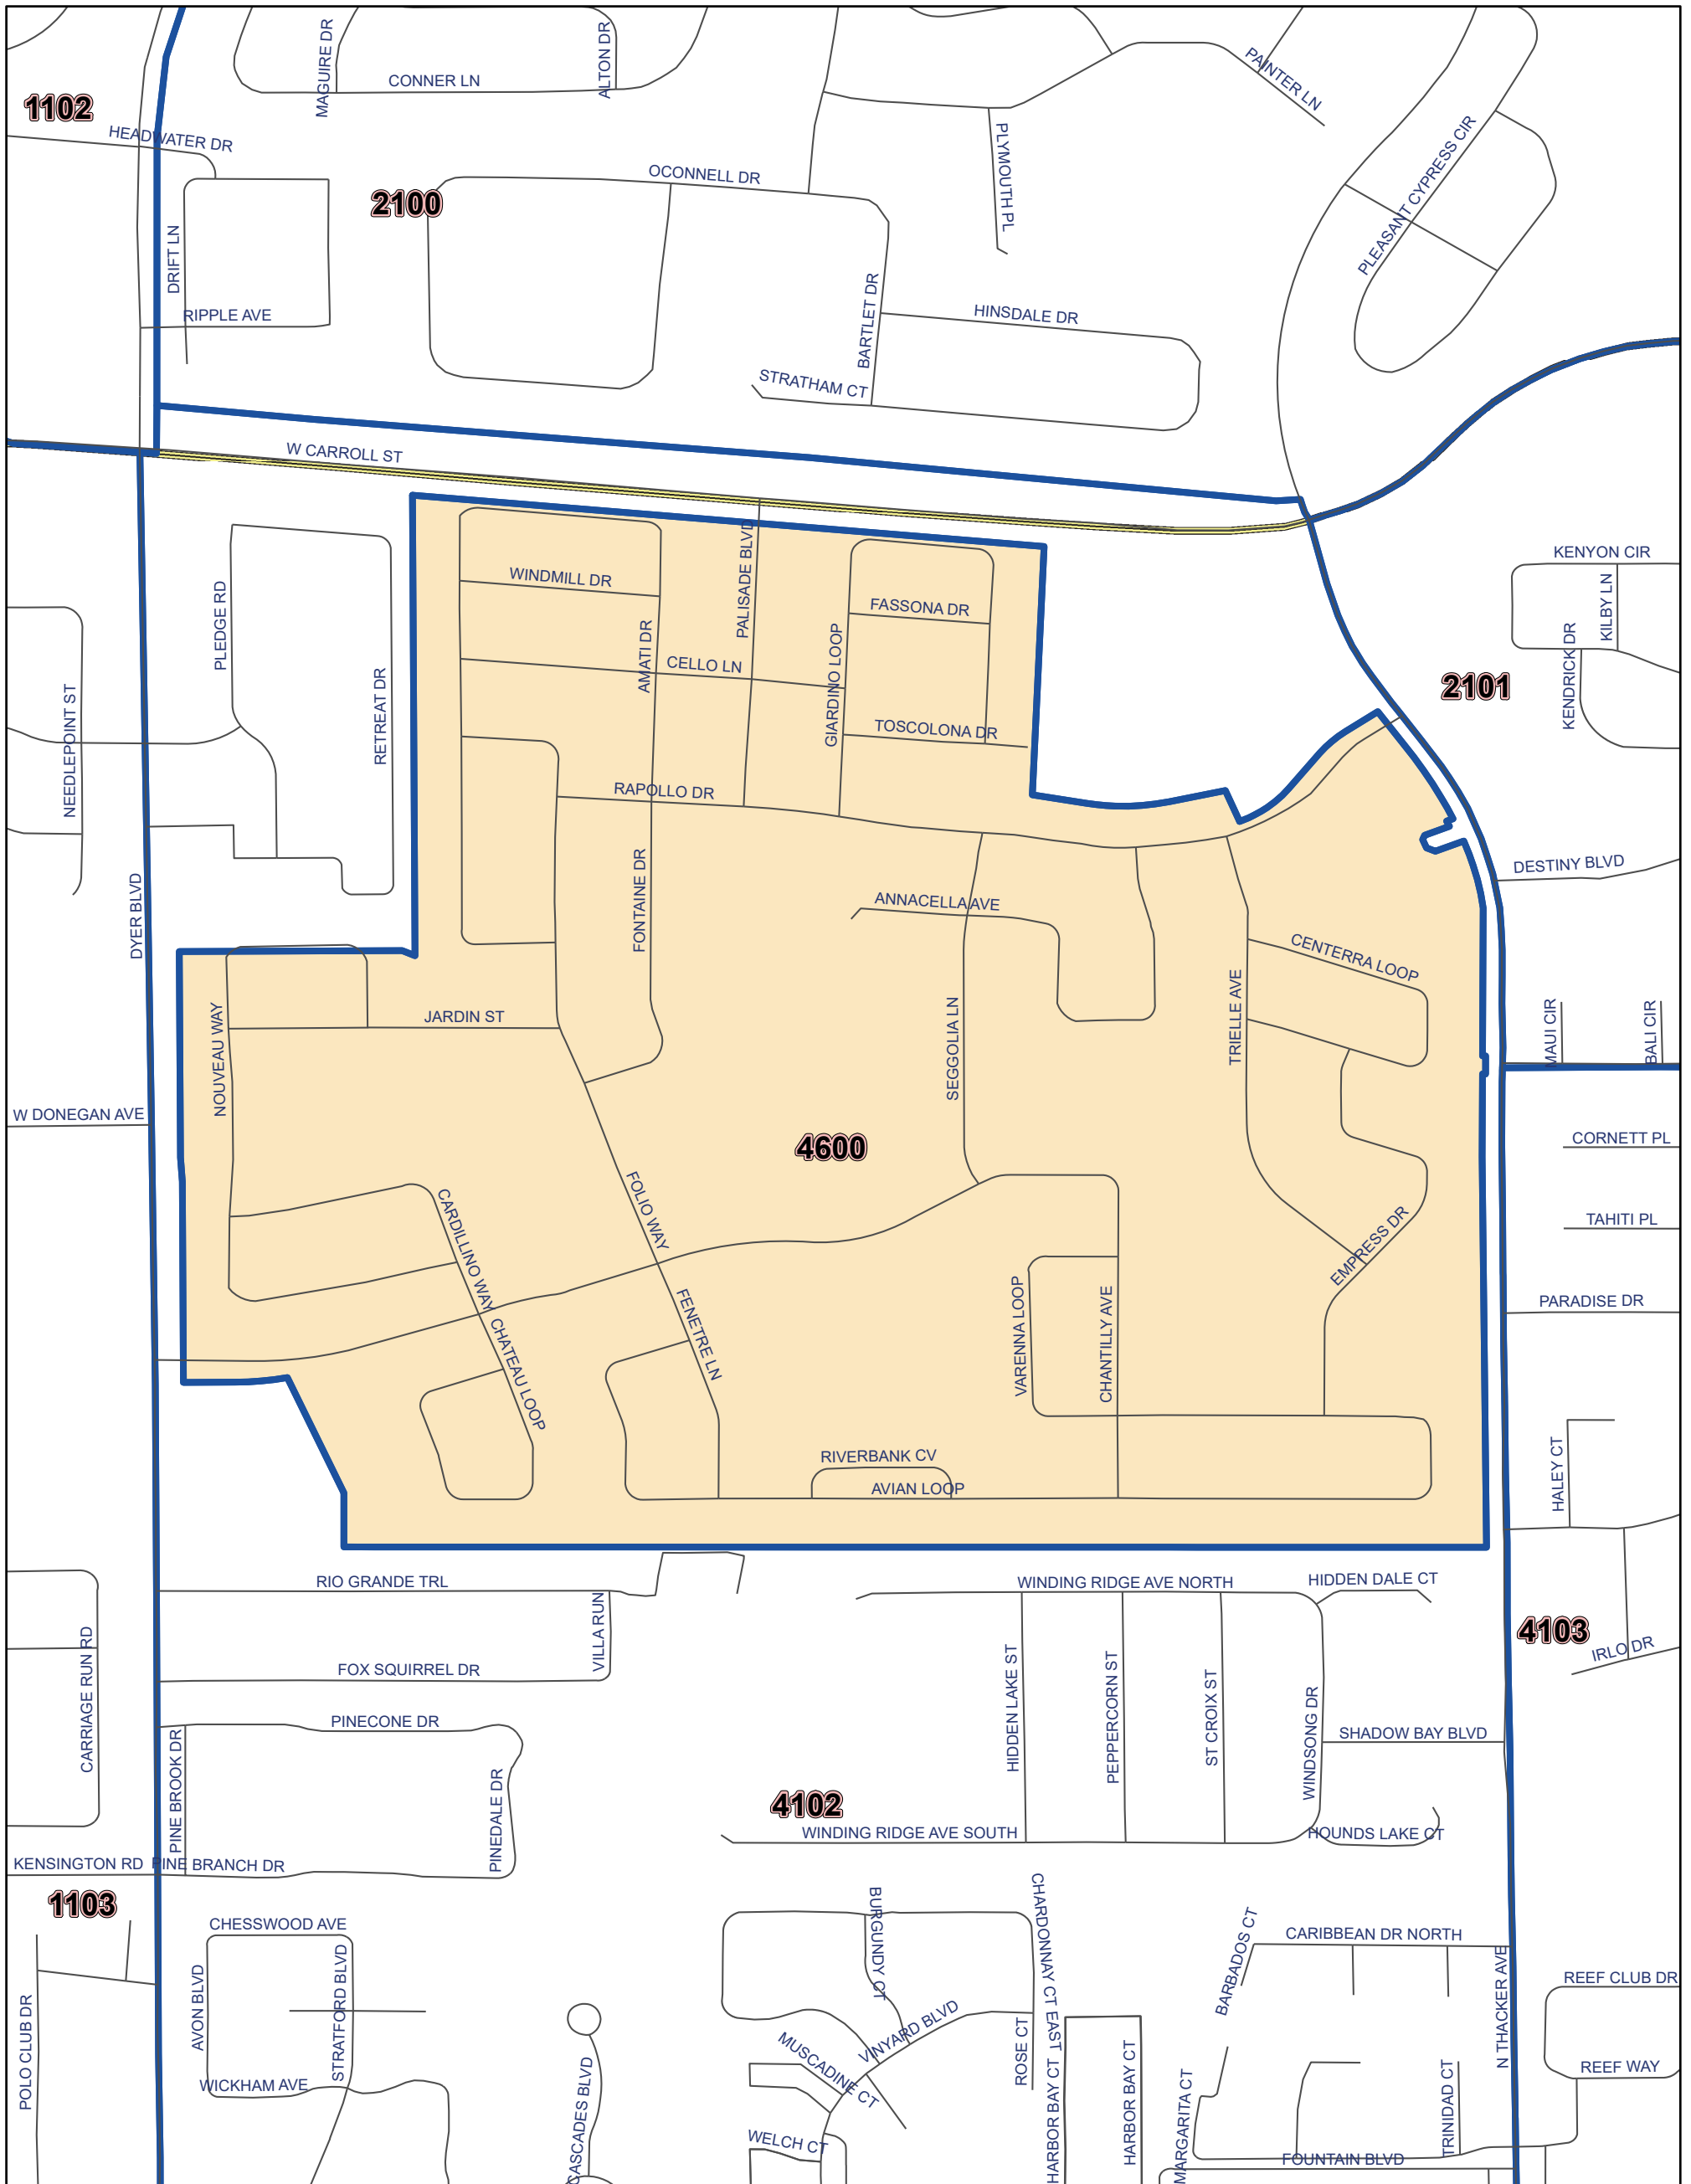 MAGUIRE DR
ALTON DR
CONNER LN
PAINTER LN
1102
HEADWATER DR
PLYMOUTH PL
PLEASANT CYPRESS CIR
OCONNELL DR
2100
DRIFT LN
RIPPLE AVE
BARTLET DR
HINSDALE DR
STRATHAM CT
W CARROLL ST
KENYON CIR
KILBY LN
KENDRICK DR
PLEDGE RD
WINDMILL DR
PALISADE BLVD
FASSONA DR
AMATI DR
CELLO LN
GIARDINO LOOP
2101
NEEDLEPOINT ST
RETREAT DR
TOSCOLONA DR
RAPOLLO DR
DYER BLVD
FONTAINE DR
ANNACELLA AVE
DESTINY BLVD
CENTERRA LOOP
JARDIN ST
NOUVEAU WAY
SEGGOLIA LN
TRIELLE AVE
MAUI CIR
BALI CIR
W DONEGAN AVE
4600
CORNETT PL
CARDILLINO WAY
FOLIO WAY
EMPRESS DR
TAHITI PL
PARADISE DR
FENETRE LN
CHATEAU LOOP
VARENNA LOOP
CHANTILLY AVE
RIVERBANK CV
AVIAN LOOP
HALEY CT
RIO GRANDE TRL
VILLA RUN
WINDING RIDGE AVE NORTH
HIDDEN DALE CT
4103
IRLO DR
FOX SQUIRREL DR
CARRIAGE RUN RD
HIDDEN LAKE ST
PEPPERCORN ST
ST CROIX ST
WINDSONG DR
PINECONE DR
SHADOW BAY BLVD
PINE BROOK DR
PINEDALE DR
4102
WINDING RIDGE AVE SOUTH
HOUNDS LAKE CT
KENSINGTON RD
PINE BRANCH DR
1103
CHESSWOOD AVE
BURGUNDY CT
CHARDONNAY CT EAST
BARBADOS CT
CARIBBEAN DR NORTH
N THACKER AVE
REEF CLUB DR
POLO CLUB DR
AVON BLVD
STRATFORD BLVD
MUSCADINE CT
VINYARD BLVD
ROSE CT
HARBOR BAY CT
HARBOR BAY CT
REEF WAY
WICKHAM AVE
CASCADES BLVD
MARGARITA CT
TRINIDAD CT
WELCH CT
FOUNTAIN BLVD